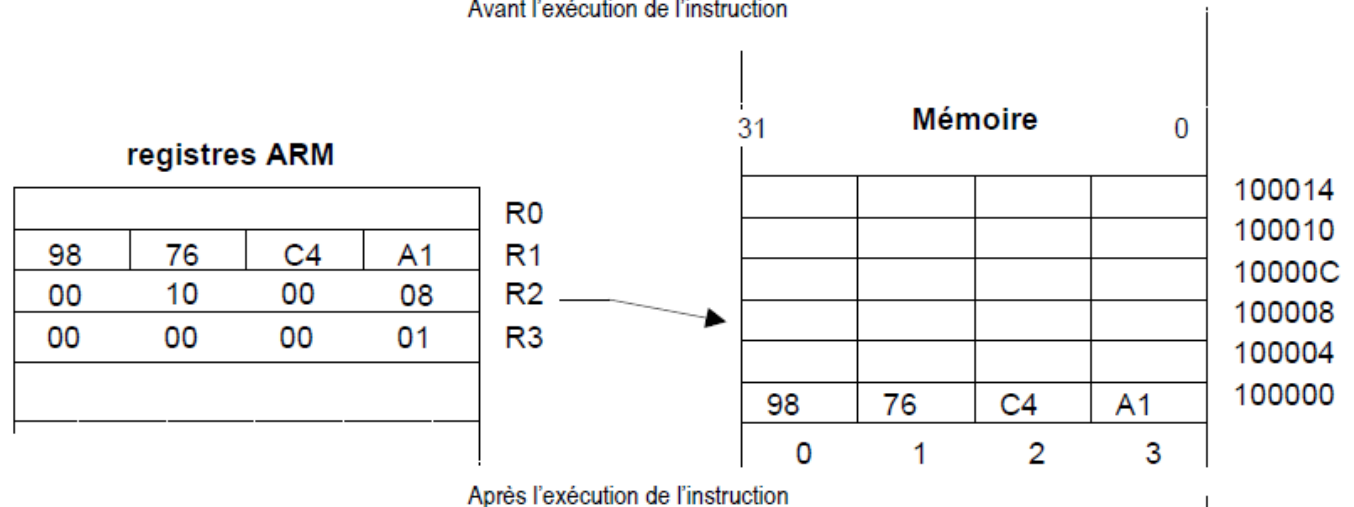 Avant l'exécution de l'instruction
31 Mémoire 0
registres ARM
R0
98 76 C4 A1 R1
00 10 00 08 R2
00 00 00 01 R3
100014
100010
10000C
100008
100004
98 76 C4 A1 100000
0 1 2 3
Après l'exécution de l'instruction